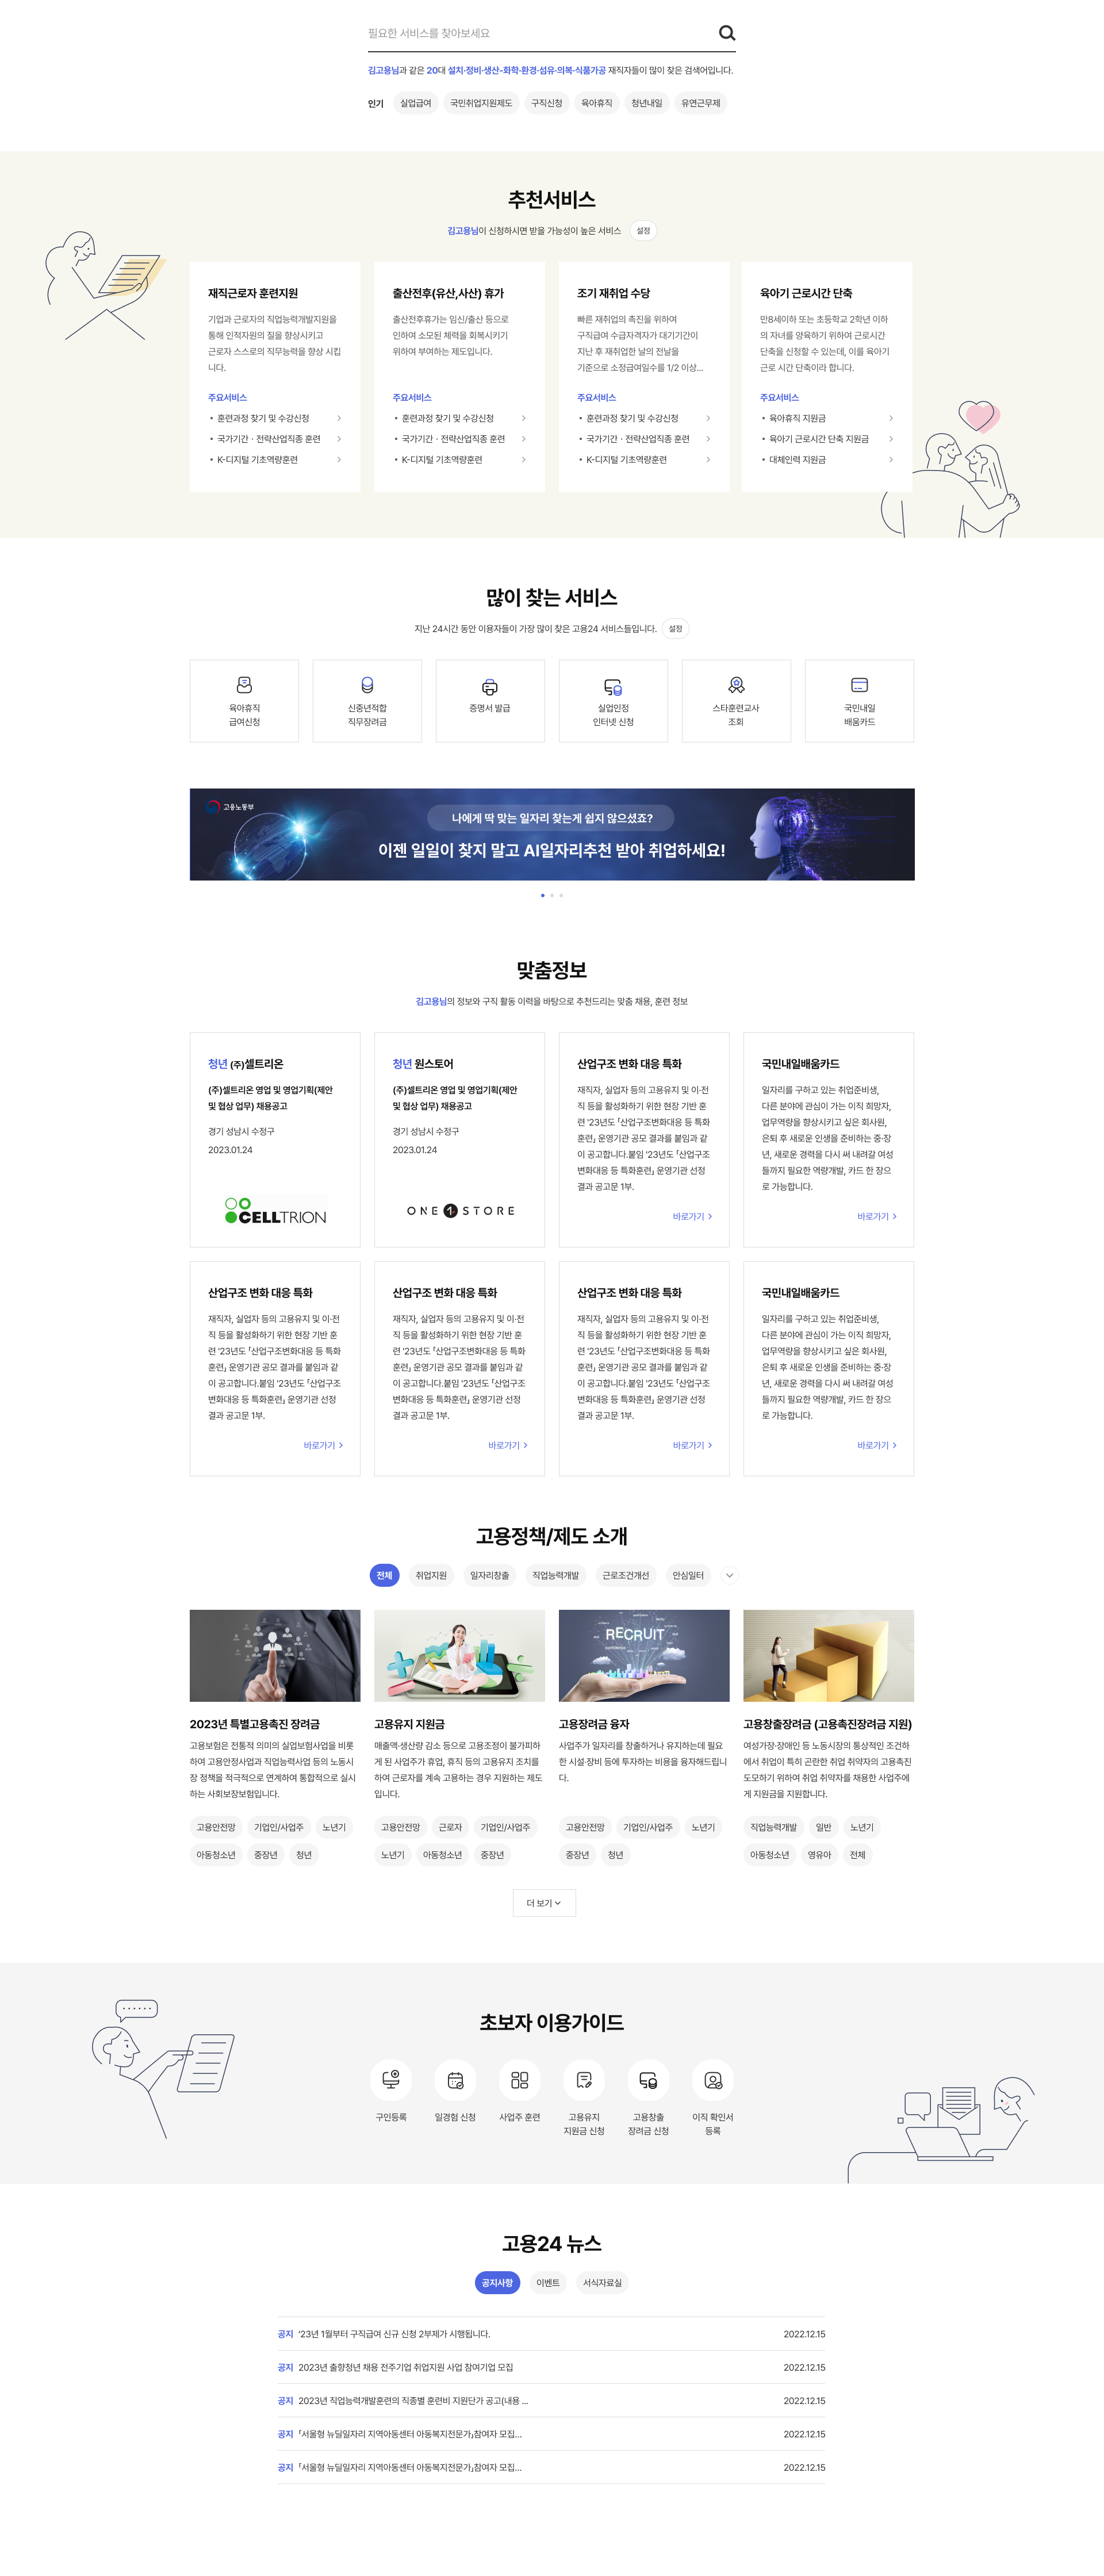 필요한 서비스를 찾아보세요
김고용님과 같은 20대 설치·정비·생산-화학·환경·섬유·의복·식품가공 재직자들이 많이 찾은 검색어입니다.
인기 실업급여 국민취업지원제도 구직신청 육아휴직 청년내일 유연근무제
추천서비스
김고용님이 신청하시면 받을 가능성이 높은 서비스 설정
재직근로자 훈련지원
기업과 근로자의 직업능력개발지원을
통해 인적자원의 질을 향상시키고
근로자 스스로의 직무능력을 향상 시킵
니다.
주요서비스
• 훈련과정 찾기 및 수강신청
• 국가기간ㆍ전략산업직종 훈련
• K-디지털 기초역량훈련
출산전후(유산,사산) 휴가
출산전후휴가는 임신/출산 등으로
인하여 소모된 체력을 회복시키기
위하여 부여하는 제도입니다.
주요서비스
• 훈련과정 찾기 및 수강신청
• 국가기간ㆍ전략산업직종 훈련
• K-디지털 기초역량훈련
조기 재취업 수당
빠른 재취업의 촉진을 위하여
구직급여 수급자격자가 대기기간이
지난 후 재취업한 날의 전날을
기준으로 소정급여일수를 1/2 이상...
주요서비스
• 훈련과정 찾기 및 수강신청
• 국가기간ㆍ전략산업직종 훈련
• K-디지털 기초역량훈련
육아기 근로시간 단축
만8세이하 또는 초등학교 2학년 이하
의 자녀를 양육하기 위하여 근로시간
단축을 신청할 수 있는데, 이를 육아기
근로 시간 단축이라 합니다.
주요서비스
• 육아휴직 지원금
• 육아기 근로시간 단축 지원금
• 대체인력 지원금
많이 찾는 서비스
지난 24시간 동안 이용자들이 가장 많이 찾은 고용24 서비스들입니다. 설정
육아휴직
급여신청
신중년적합
직무장려금
증명서 발급
실업인정
인터넷 신청
스타훈련교사
조회
국민내일
배움카드
고용노동부
나에게 딱 맞는 일자리 찾는게 쉽지 않으셨죠?
이젠 일일이 찾지 말고 AI일자리추천 받아 취업하세요!
맞춤정보
김고용님의 정보와 구직 활동 이력을 바탕으로 추천드리는 맞춤 채용, 훈련 정보
청년 (주)셀트리온
(주)셀트리온 영업 및 영업기획(제안
및 협상 업무) 채용공고
경기 성남시 수정구
2023.01.24
CELLTRION
청년 원스토어
(주)셀트리온 영업 및 영업기획(제안
및 협상 업무) 채용공고
경기 성남시 수정구
2023.01.24
ONE 1 STORE
산업구조 변화 대응 특화
재직자, 실업자 등의 고용유지 및 이·전
직 등을 활성화하기 위한 현장 기반 훈
련 '23년도 「산업구조변화대응 등 특화
훈련」 운영기관 공모 결과를 붙임과 같
이 공고합니다.붙임 '23년도 「산업구조
변화대응 등 특화훈련」 운영기관 선정
결과 공고문 1부.
바로가기
국민내일배움카드
일자리를 구하고 있는 취업준비생,
다른 분야에 관심이 가는 이직 희망자,
업무역량을 향상시키고 싶은 회사원,
은퇴 후 새로운 인생을 준비하는 중·장
년, 새로운 경력을 다시 써 내려갈 여성
들까지 필요한 역량개발, 카드 한 장으
로 가능합니다.
바로가기
산업구조 변화 대응 특화
재직자, 실업자 등의 고용유지 및 이·전
직 등을 활성화하기 위한 현장 기반 훈
련 '23년도 「산업구조변화대응 등 특화
훈련」 운영기관 공모 결과를 붙임과 같
이 공고합니다.붙임 '23년도 「산업구조
변화대응 등 특화훈련」 운영기관 선정
결과 공고문 1부.
바로가기
산업구조 변화 대응 특화
재직자, 실업자 등의 고용유지 및 이·전
직 등을 활성화하기 위한 현장 기반 훈
련 '23년도 「산업구조변화대응 등 특화
훈련」 운영기관 공모 결과를 붙임과 같
이 공고합니다.붙임 '23년도 「산업구조
변화대응 등 특화훈련」 운영기관 선정
결과 공고문 1부.
바로가기
산업구조 변화 대응 특화
재직자, 실업자 등의 고용유지 및 이·전
직 등을 활성화하기 위한 현장 기반 훈
련 '23년도 「산업구조변화대응 등 특화
훈련」 운영기관 공모 결과를 붙임과 같
이 공고합니다.붙임 '23년도 「산업구조
변화대응 등 특화훈련」 운영기관 선정
결과 공고문 1부.
바로가기
국민내일배움카드
일자리를 구하고 있는 취업준비생,
다른 분야에 관심이 가는 이직 희망자,
업무역량을 향상시키고 싶은 회사원,
은퇴 후 새로운 인생을 준비하는 중·장
년, 새로운 경력을 다시 써 내려갈 여성
들까지 필요한 역량개발, 카드 한 장으
로 가능합니다.
바로가기
고용정책/제도 소개
전체 취업지원 일자리창출 직업능력개발 근로조건개선 안심일터
RECRUIT
2023년 특별고용촉진 장려금
고용보험은 전통적 의미의 실업보험사업을 비롯
하여 고용안정사업과 직업능력사업 등의 노동시
장 정책을 적극적으로 연계하여 통합적으로 실시
하는 사회보장보험입니다.
고용안전망 기업인/사업주 노년기
아동청소년 중장년 청년
고용유지 지원금
매출액·생산량 감소 등으로 고용조정이 불가피하
게 된 사업주가 휴업, 휴직 등의 고용유지 조치를
하여 근로자를 계속 고용하는 경우 지원하는 제도
입니다.
고용안전망 근로자 기업인/사업주
노년기 아동청소년 중장년
고용장려금 융자
사업주가 일자리를 창출하거나 유지하는데 필요
한 시설·장비 등에 투자하는 비용을 융자해드립니
다.
고용안전망 기업인/사업주 노년기
중장년 청년
고용창출장려금 (고용촉진장려금 지원)
여성가장·장애인 등 노동시장의 통상적인 조건하
에서 취업이 특히 곤란한 취업 취약자의 고용촉진
도모하기 위하여 취업 취약자를 채용한 사업주에
게 지원금을 지원합니다.
직업능력개발 일반 노년기
아동청소년 영유아 전체
더 보기
초보자 이용가이드
구인등록
일경험 신청
사업주 훈련
고용유지
지원금 신청
고용창출
장려금 신청
이직 확인서
등록
고용24 뉴스
공지사항 이벤트 서식자료실
공지 '23년 1월부터 구직급여 신규 신청 2부제가 시행됩니다. 2022.12.15
공지 2023년 출향청년 채용 전주기업 취업지원 사업 참여기업 모집 2022.12.15
공지 2023년 직업능력개발훈련의 직종별 훈련비 지원단가 공고(내용 ... 2022.12.15
공지 「서울형 뉴딜일자리 지역아동센터 아동복지전문가」참여자 모집... 2022.12.15
공지 「서울형 뉴딜일자리 지역아동센터 아동복지전문가」참여자 모집... 2022.12.15